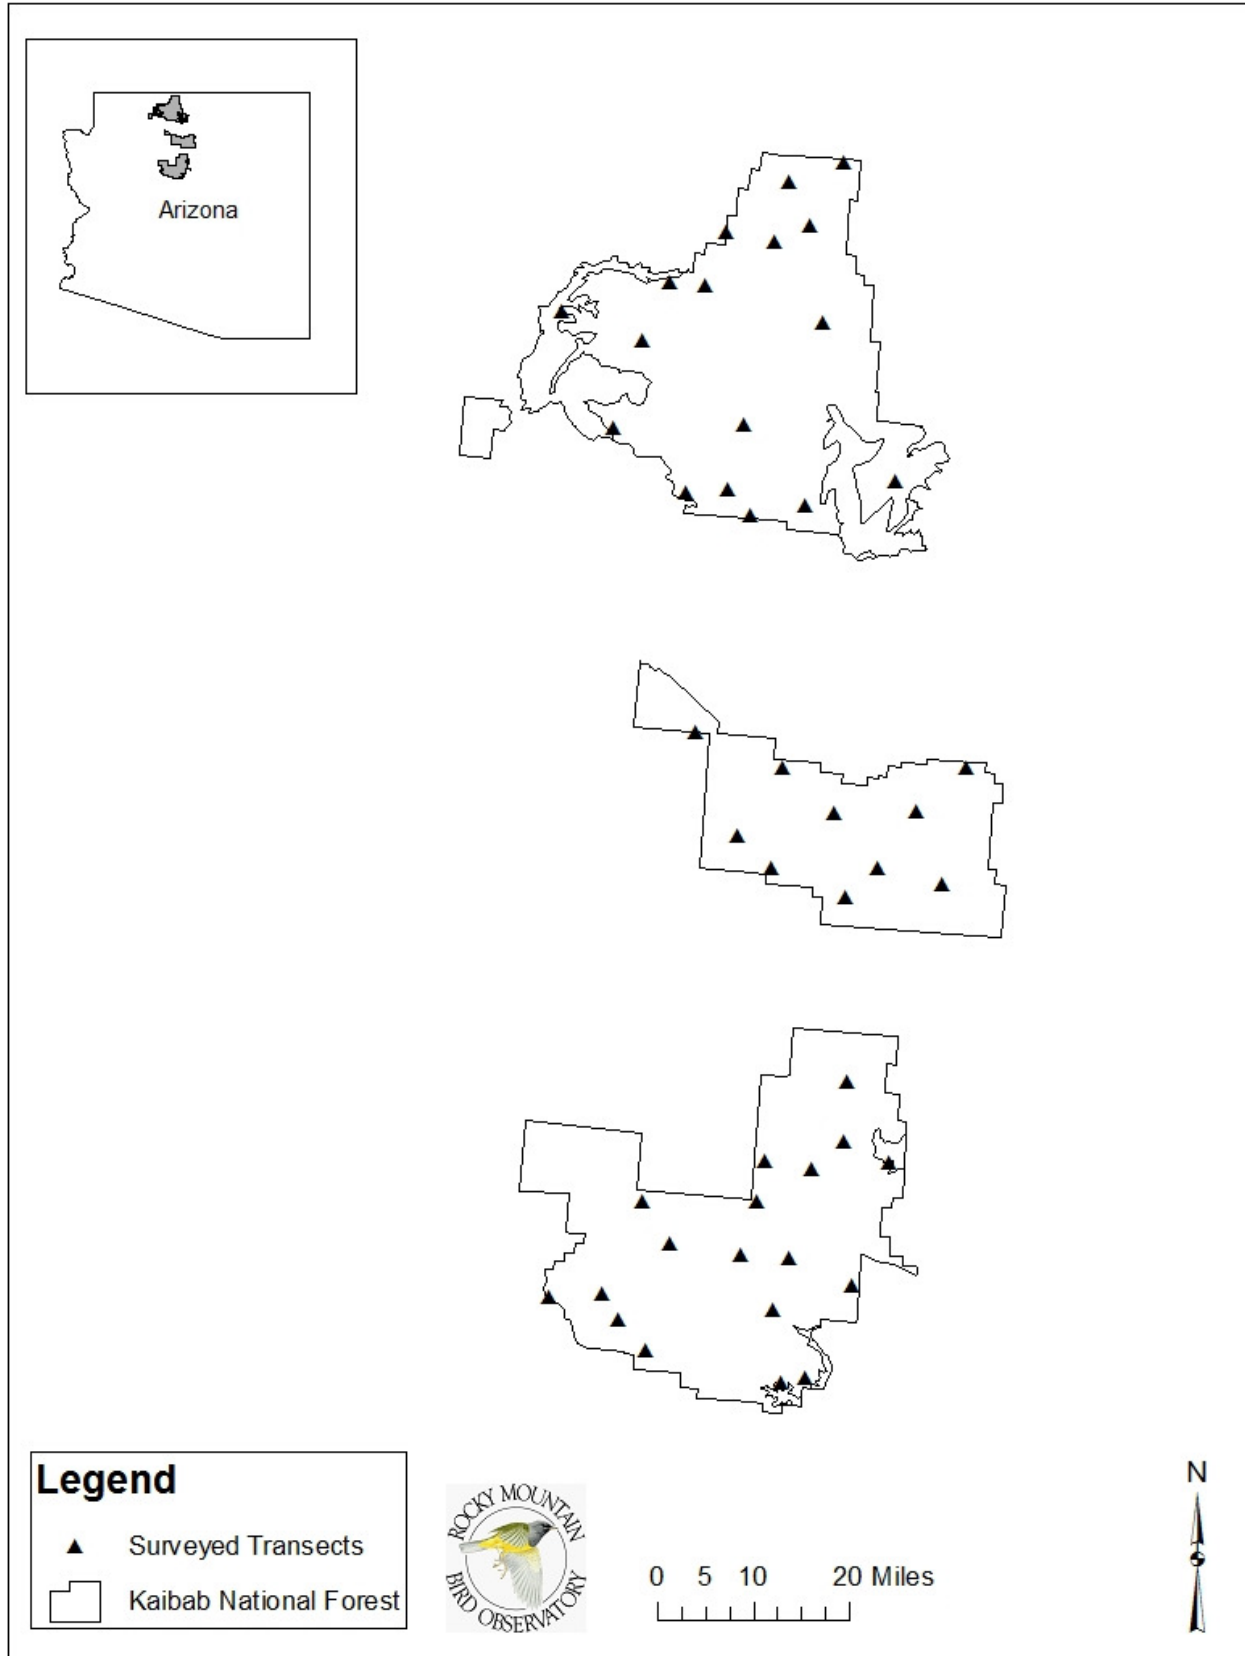 Arizona
Legend
Surveyed Transects
Kaibab National Forest
ROCKY MOUNTAIN
BIRD OBSERVATORY
0 5 10 20 Miles
N